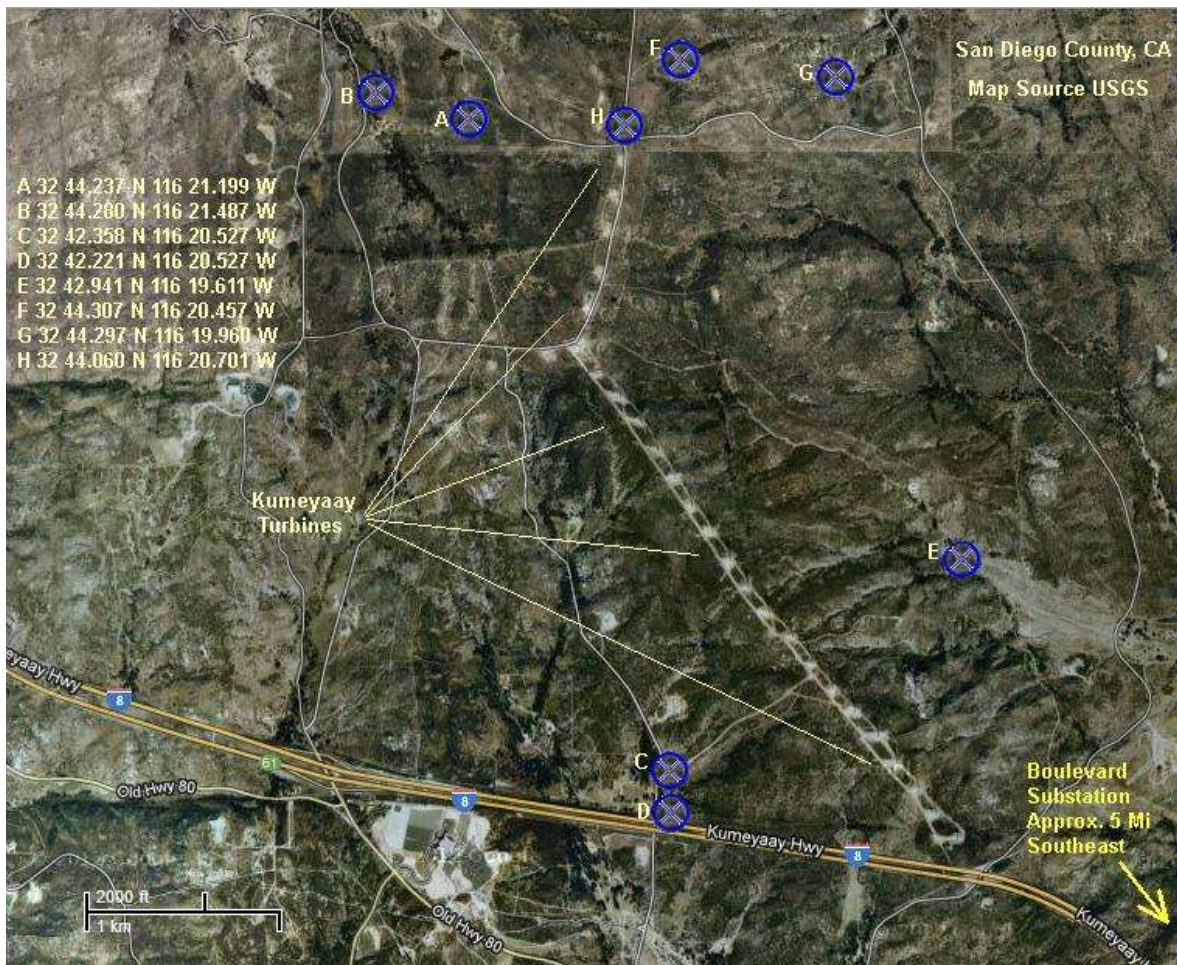 San Diego County, CA
Map Source USGS
F
G
B
A
H
A 32 44.237 N 116 21.199 W
B 32 44.280 N 116 21.487 W
C 32 42.358 N 116 20.527 W
D 32 42.221 N 116 20.527 W
E 32 42.941 N 116 19.611 W
F 32 44.307 N 116 20.457 W
G 32 44.297 N 116 19.960 W
H 32 44.060 N 116 20.701 W
Kumeyaay
Turbines
E
eyaay Hwy
8
61
Old Hwy 80
8
C
D
Kumeyaay Hwy
8
Boulevard
Substation
Approx. 5 Mi
Southeast
2000 ft
1 km
Old Hwy 80
Kumeyaay